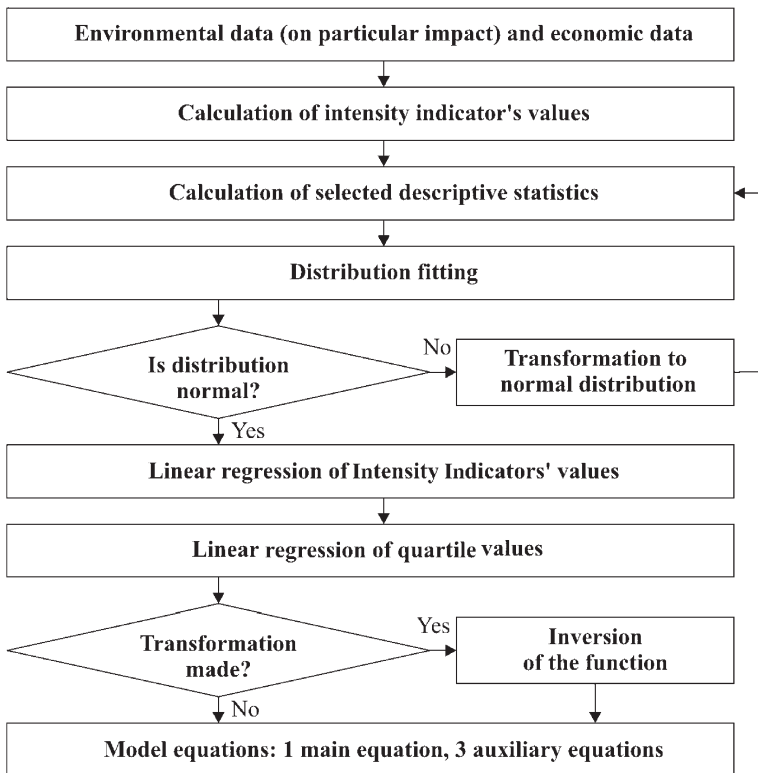 Environmental data (on particular impact) and economic data
Calculation of intensity indicator's values
Calculation of selected descriptive statistics
Distribution fitting
Is distribution
normal?
No
Transformation to
normal distribution
Yes
Linear regression of Intensity Indicators' values
Linear regression of quartile values
Transformation
made?
Yes
Inversion
of the function
No
Model equations: 1 main equation, 3 auxiliary equations